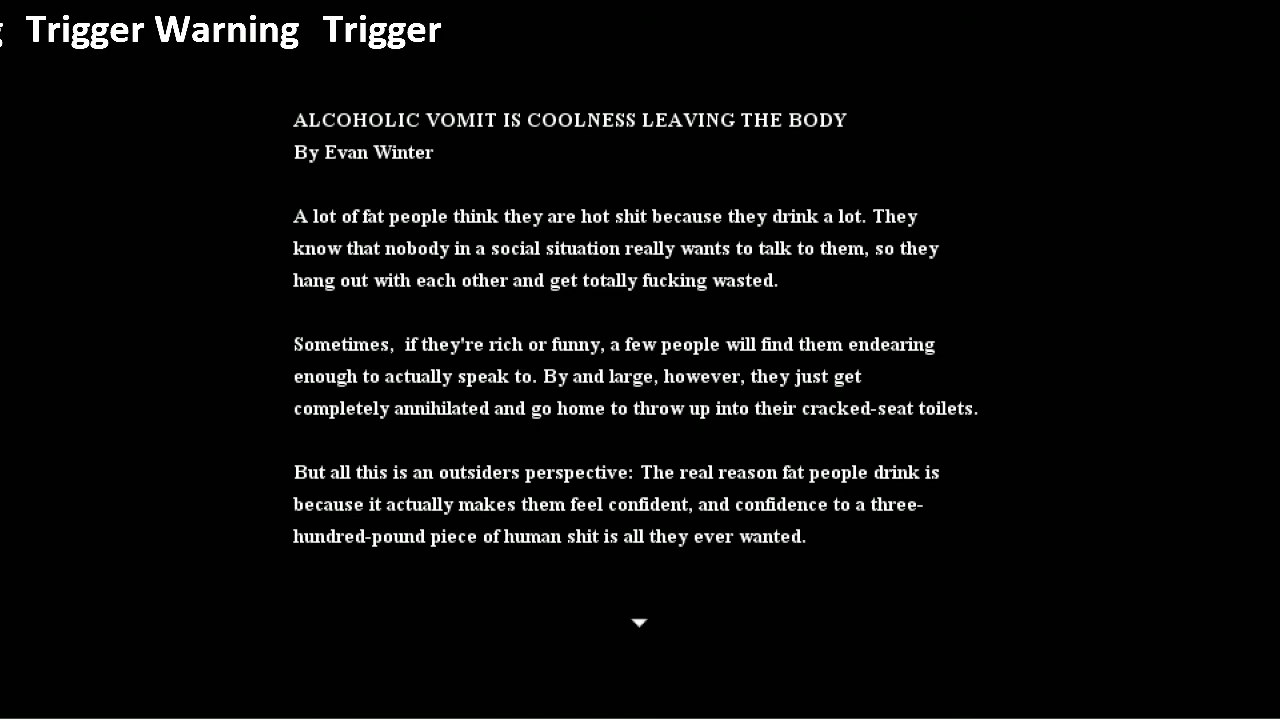 Trigger Warning Trigger
ALCOHOLIC VOMIT IS COOLNESS LEAVING THE BODY
By Evan Winter
A lot of fat people think they are hot shit because they drink a lot. They
know that nobody in a social situation really wants to talk to them, so they
hang out with each other and get totally fucking wasted.
Sometimes,  if they're rich or funny, a few people will find them endearing
enough to actually speak to. By and large, however, they just get
completely annihilated and go home to throw up into their cracked-seat toilets.
But all this is an outsiders perspective: The real reason fat people drink is
because it actually makes them feel confident, and confidence to a three-
hundred-pound piece of human shit is all they ever wanted.